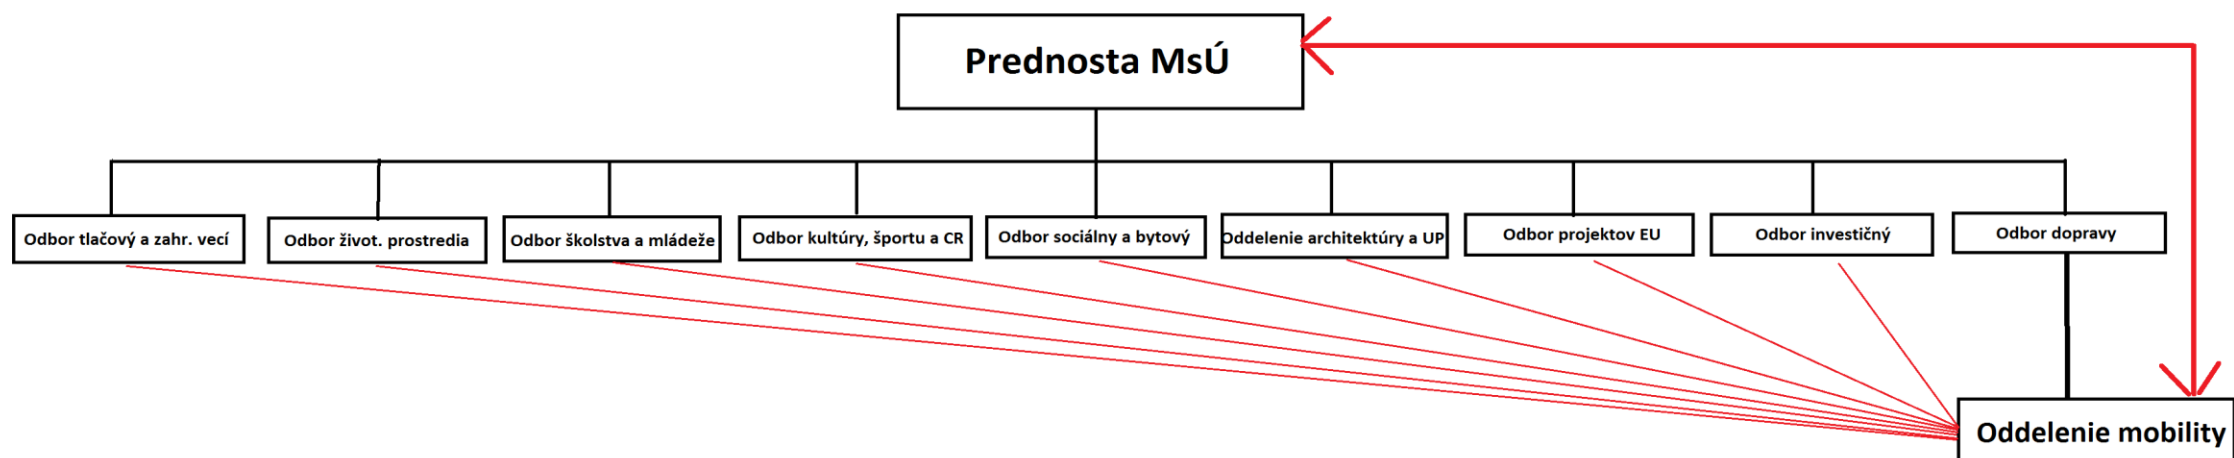 Prednosta MsÚ
Odbor tlačový a zahr. vecí
Odbor život. prostredia
Odbor školstva a mládeže
Odbor kultúry, športu a CR
Odbor sociálny a bytový
Oddelenie architektúry a UP
Odbor projektov EU
Odbor investičný
Odbor dopravy
Oddelenie mobility